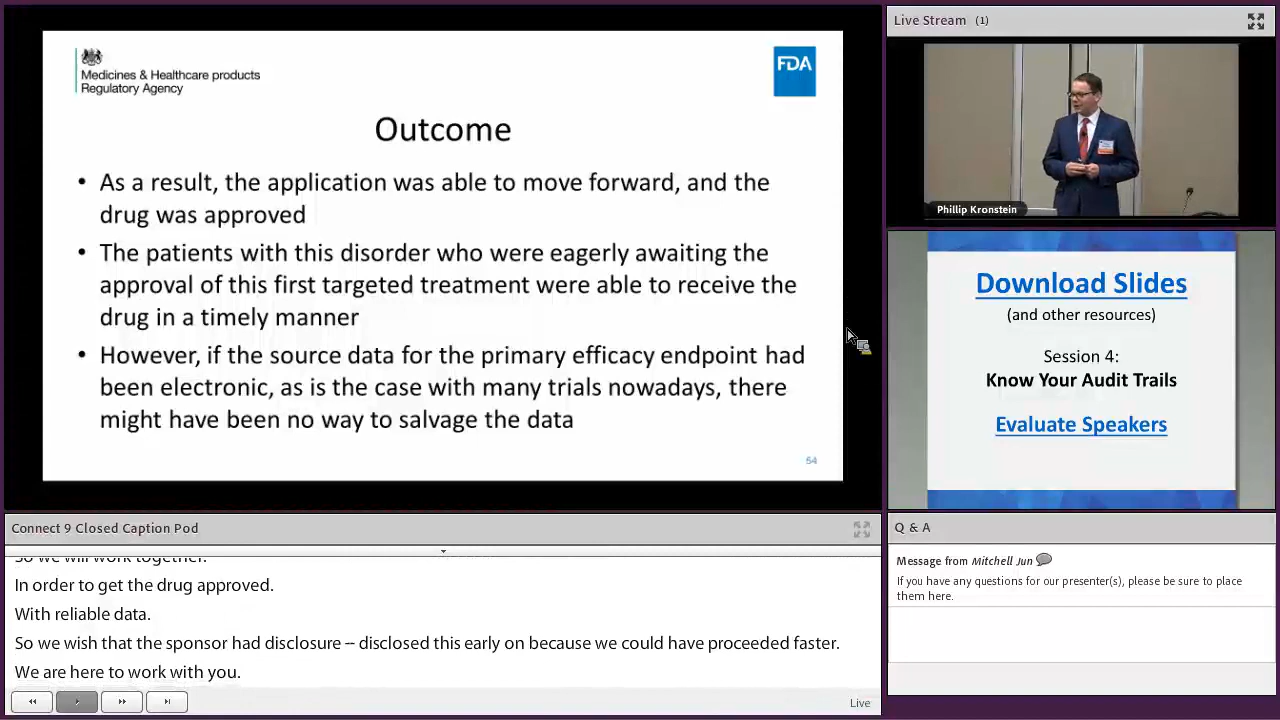 Medicines & Healthcare products
Regulatory Agency
FDA
Outcome
• As a result, the application was able to move forward, and the
drug was approved
• The patients with this disorder who were eagerly awaiting the
approval of this first targeted treatment were able to receive the
drug in a timely manner
• However, if the source data for the primary efficacy endpoint had
been electronic, as is the case with many trials nowadays, there
might have been no way to salvage the data
54
Live Stream (1)
Phillip Kronstein
Download Slides
(and other resources)
Session 4:
Know Your Audit Trails
Evaluate Speakers
Connect 9 Closed Caption Pod
So we will work together.
In order to get the drug approved.
With reliable data.
So we wish that the sponsor had disclosure -- disclosed this early on because we could have proceeded faster.
We are here to work with you.
Live
Q & A
Message from Mitchell Jun
If you have any questions for our presenter(s), please be sure to place
them here.